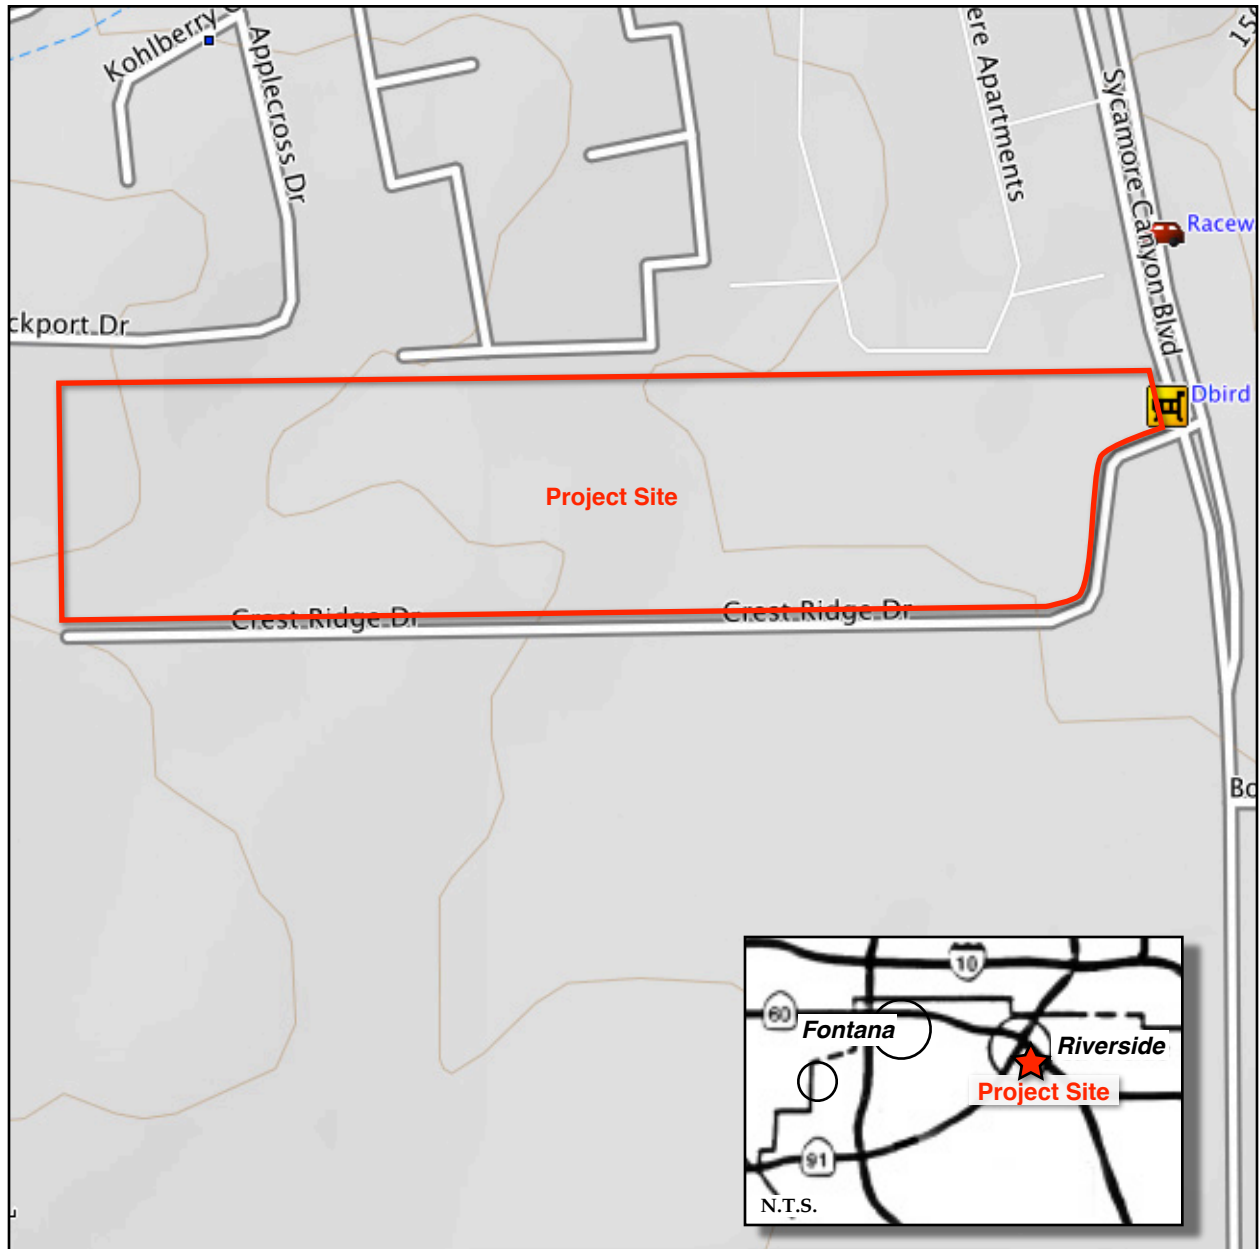 Kohlberry
Applecross Dr
ere Apartments
Sycamore Canyon Blvd
15
Racew
ckport Dr
Dbird
Project Site
Crest Ridge Dr
Crest Ridge Dr
Bo
10
60
Fontana
Riverside
Project Site
91
N.T.S.